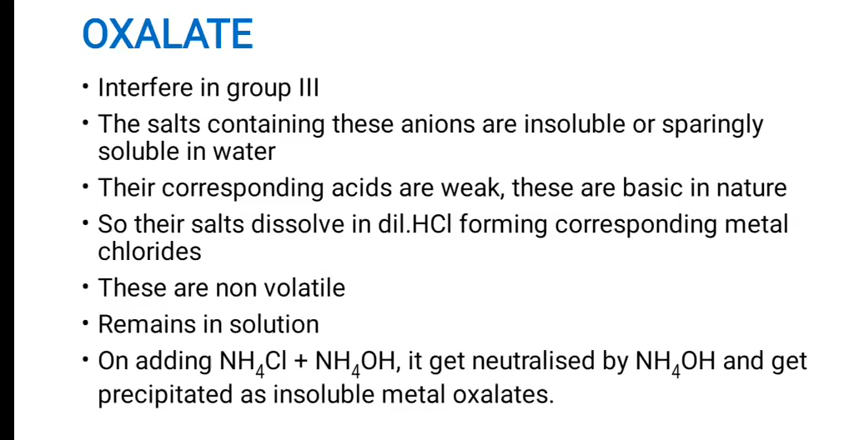 OXALATE
• Interfere in group III
• The salts containing these anions are insoluble or sparingly
soluble in water
• Their corresponding acids are weak, these are basic in nature
• So their salts dissolve in dil.HCl forming corresponding metal
chlorides
• These are non volatile
• Remains in solution
• On adding NH₄Cl + NH₄OH, it get neutralised by NH₄OH and get
precipitated as insoluble metal oxalates.